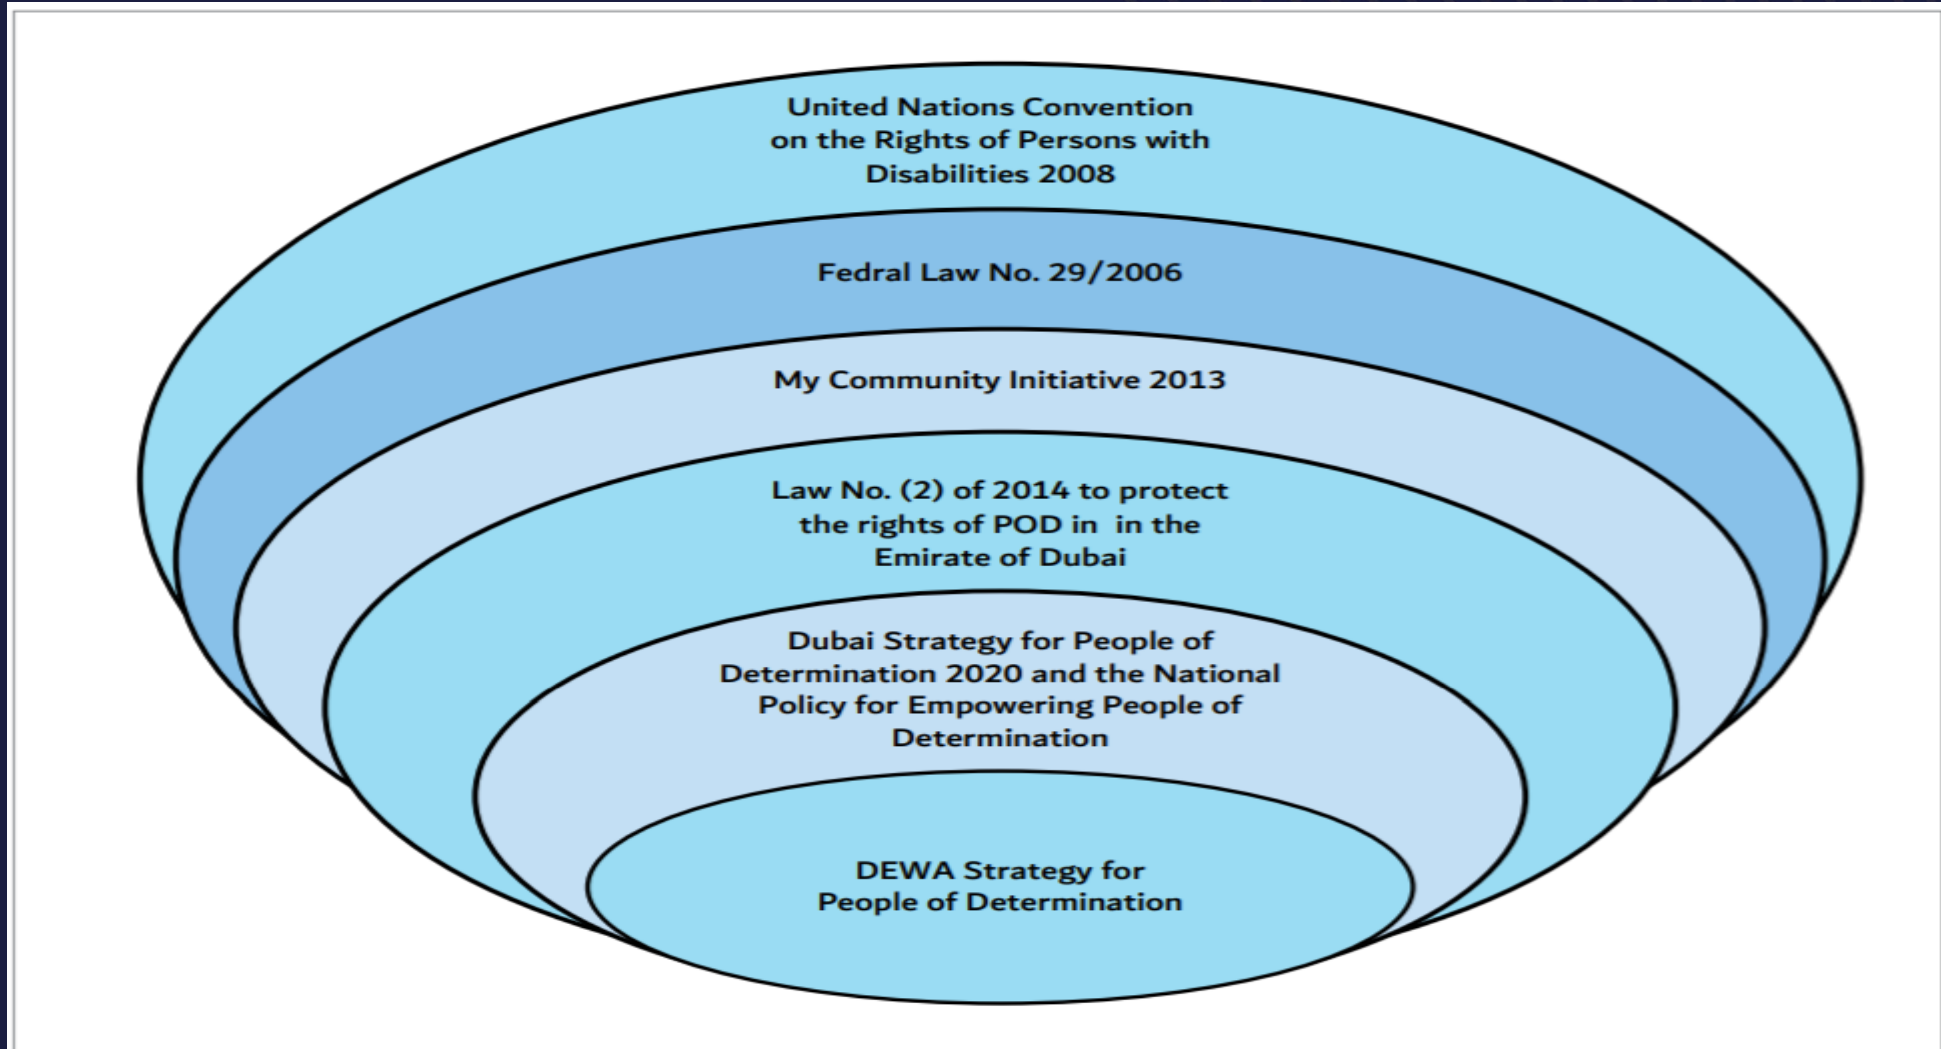 United Nations Convention
on the Rights of Persons with
Disabilities 2008
Fedral Law No. 29/2006
My Community Initiative 2013
Law No. (2) of 2014 to protect
the rights of POD in  in the
Emirate of Dubai
Dubai Strategy for People of
Determination 2020 and the National
Policy for Empowering People of
Determination
DEWA Strategy for
People of Determination